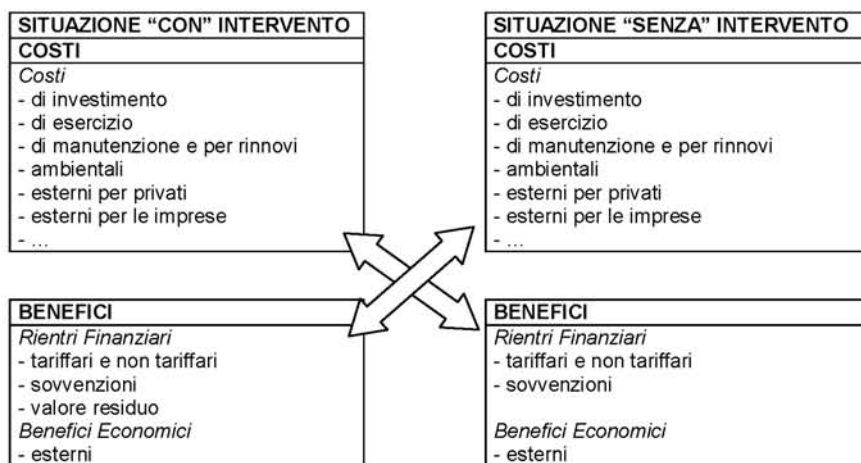 SITUAZIONE “CON” INTERVENTO
COSTI
Costi
- di investimento
- di esercizio
- di manutenzione e per rinnovi
- ambientali
- esterni per privati
- esterni per le imprese
- ...
BENEFICI
Rientri Finanziari
- tariffari e non tariffari
- sovvenzioni
- valore residuo
Benefici Economici
- esterni
SITUAZIONE “SENZA” INTERVENTO
COSTI
Costi
- di investimento
- di esercizio
- di manutenzione e per rinnovi
- ambientali
- esterni per privati
- esterni per le imprese
- ...
BENEFICI
Rientri Finanziari
- tariffari e non tariffari
- sovvenzioni
Benefici Economici
- esterni